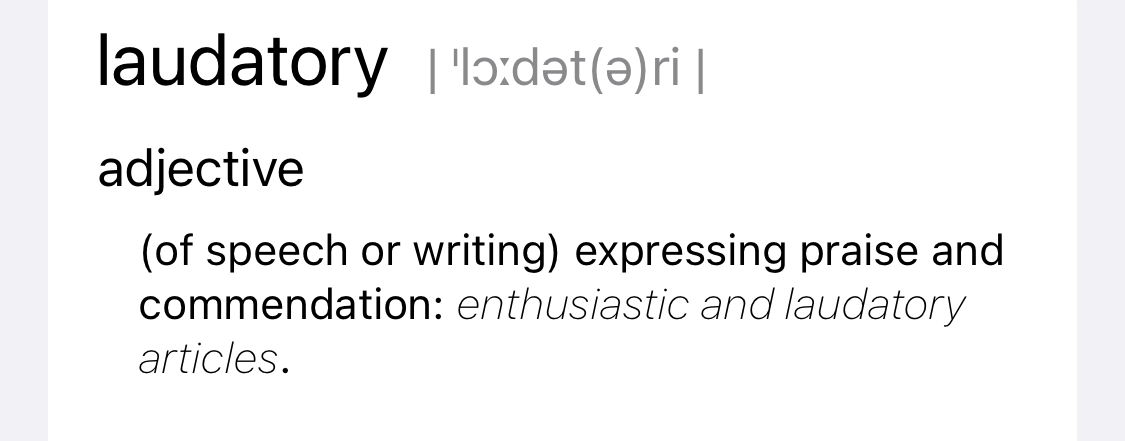 laudatory | ˈlɔːdət(ə)ri |
adjective
(of speech or writing) expressing praise and
commendation: enthusiastic and laudatory
articles.